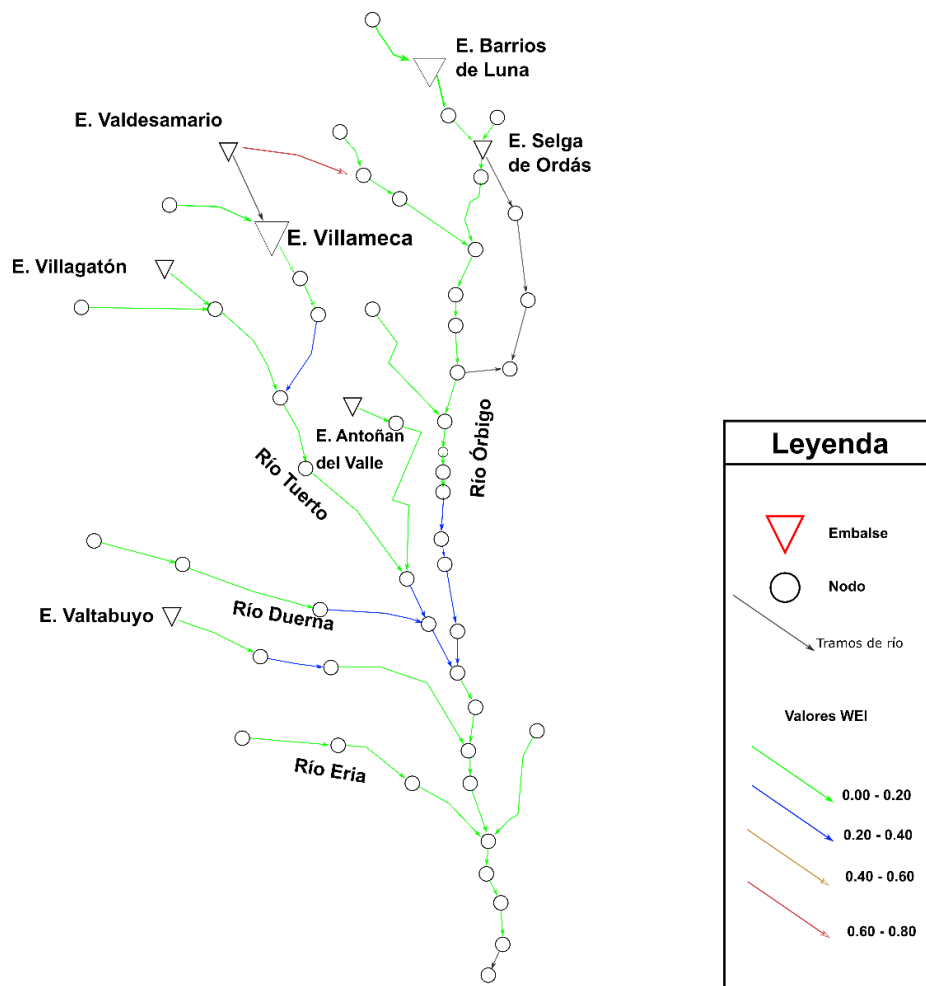 E. Barrios
de Luna
E. Valdesamario
E. Selga
de Ordás
E. Villameca
E. Villagatón
E. Antoñan
del Valle
Río Órbigo
Río Tuerto
Río Duerna
E. Valtabuyo
Río Eria
Leyenda
Embalse
Nodo
Tramos de río
Valores WEI
0.00 - 0.20
0.20 - 0.40
0.40 - 0.60
0.60 - 0.80